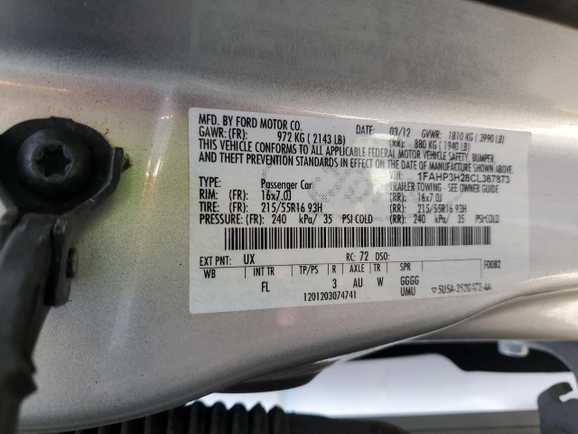 MFD. BY FORD MOTOR CO.
DATE: 03/12 GVWR: 1810 KG (3990 LB)
GAWR: (FR): 972 KG (2143 LB) (RR): 880 KG (1940 LB)
THIS VEHICLE CONFORMS TO ALL APPLICABLE FEDERAL MOTOR VEHICLE SAFETY, BUMPER
AND THEFT PREVENTION STANDARDS IN EFFECT ON THE DATE OF MANUFACTURE SHOWN ABOVE.
VIN: 1FAHP3H28CL367873
TYPE: Passenger Car TRAILER TOWING - SEE OWNER GUIDE
RIM: (FR): 16x7.0J (RR): 16x7.0J
TIRE: (FR): 215/55R16 93H (RR): 215/55R16 93H
PRESSURE: (FR): 240 kPa/ 35 PSI-COLD (RR): 240 kPa/ 35 PSI-COLD
EXT PNT: UX RC: 72 DSO: F0082
WB INT TR TP/PS R AXLE TR SPR
FL 3 AU W GGGG
1201203074741 UMU